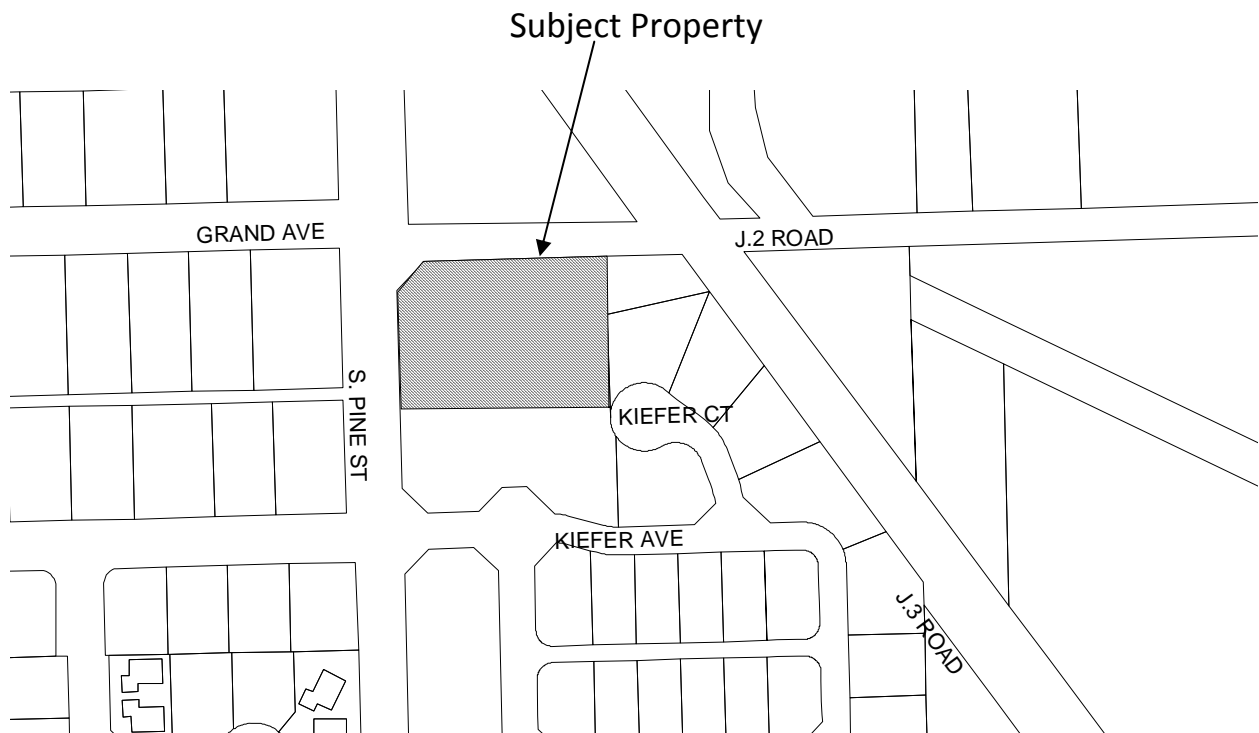 Subject Property
GRAND AVE
J.2 ROAD
S. PINE ST
KIEFER CT
KIEFER AVE
J.3 ROAD